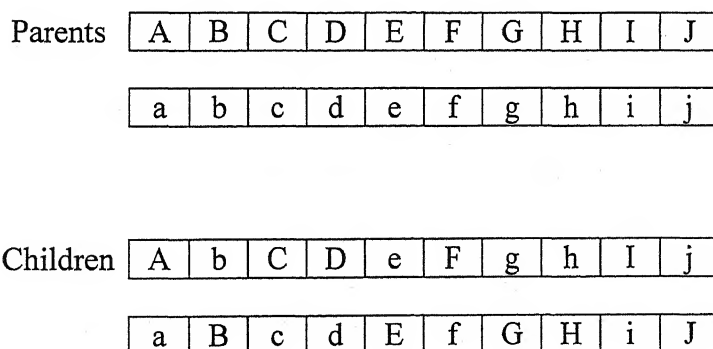 Parents A B C D E F G H I J
a b c d e f g h i j
Children A b C D e F g h I j
a B c d E f G H i J